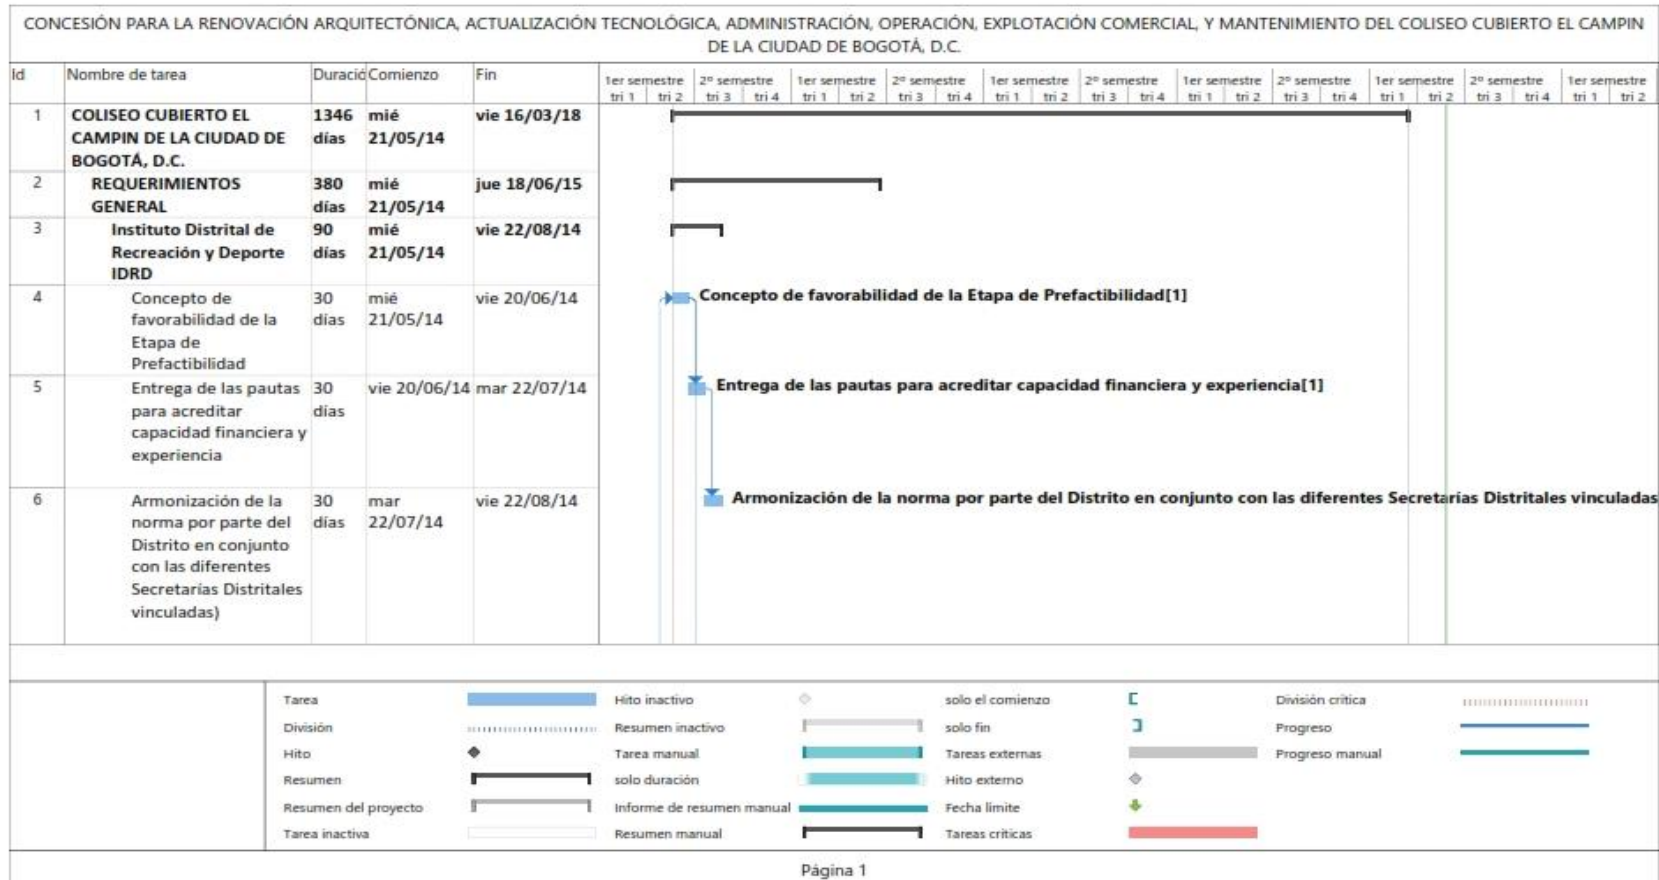 CONCESIÓN PARA LA RENOVACIÓN ARQUITECTÓNICA, ACTUALIZACIÓN TECNOLÓGICA, ADMINISTRACIÓN, OPERACIÓN, EXPLOTACIÓN COMERCIAL, Y MANTENIMIENTO DEL COLISEO CUBIERTO EL CAMPIN
DE LA CIUDAD DE BOGOTÁ, D.C.
Id Nombre de tarea Duració Comienzo Fin
1er semestre 2º semestre 1er semestre 2º semestre 1er semestre 2º semestre 1er semestre 2º semestre 1er semestre 2º semestre 1er semestre
tri 1 tri 2 tri 3 tri 4 tri 1 tri 2 tri 3 tri 4 tri 1 tri 2 tri 3 tri 4 tri 1 tri 2 tri 3 tri 4 tri 1 tri 2 tri 3 tri 4 tri 1 tri 2
1 COLISEO CUBIERTO EL 1346 mié vie 16/03/18
CAMPIN DE LA CIUDAD DE días 21/05/14
BOGOTÁ, D.C.
2 REQUERIMIENTOS 380 mié jue 18/06/15
GENERAL días 21/05/14
3 Instituto Distrital de 90 mié vie 22/08/14
Recreación y Deporte días 21/05/14
IDRD
4 Concepto de 30 mié vie 20/06/14 Concepto de favorabilidad de la Etapa de Prefactibilidad[1]
favorabilidad de la días 21/05/14
Etapa de
Prefactibilidad
5 Entrega de las pautas 30 vie 20/06/14 mar 22/07/14 Entrega de las pautas para acreditar capacidad financiera y experiencia[1]
para acreditar días
capacidad financiera y
experiencia
6 Armonización de la 30 mar vie 22/08/14 Armonización de la norma por parte del Distrito en conjunto con las diferentes Secretarías Distritales vinculadas
norma por parte del días 22/07/14
Distrito en conjunto
con las diferentes
Secretarías Distritales
vinculadas)
Tarea Hito inactivo solo el comienzo División crítica
División Resumen inactivo solo fin Progreso
Hito Tarea manual Tareas externas Progreso manual
Resumen solo duración Hito externo
Resumen del proyecto Informe de resumen manual Fecha límite
Tarea inactiva Resumen manual Tareas críticas
Página 1